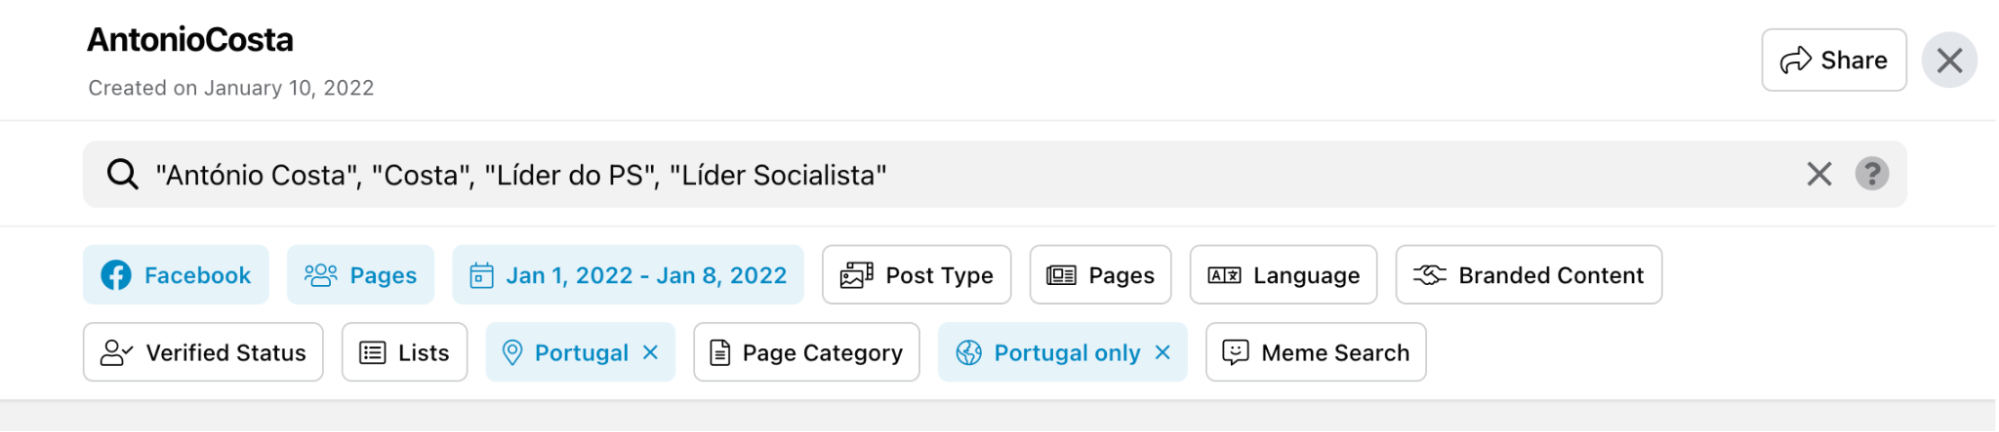 AntonioCosta
Share
Created on January 10, 2022
"António Costa", "Costa", "Líder do PS", "Líder Socialista"
Facebook Pages Jan 1, 2022 - Jan 8, 2022 Post Type Pages Language Branded Content
Verified Status Lists Portugal Page Category Portugal only Meme Search